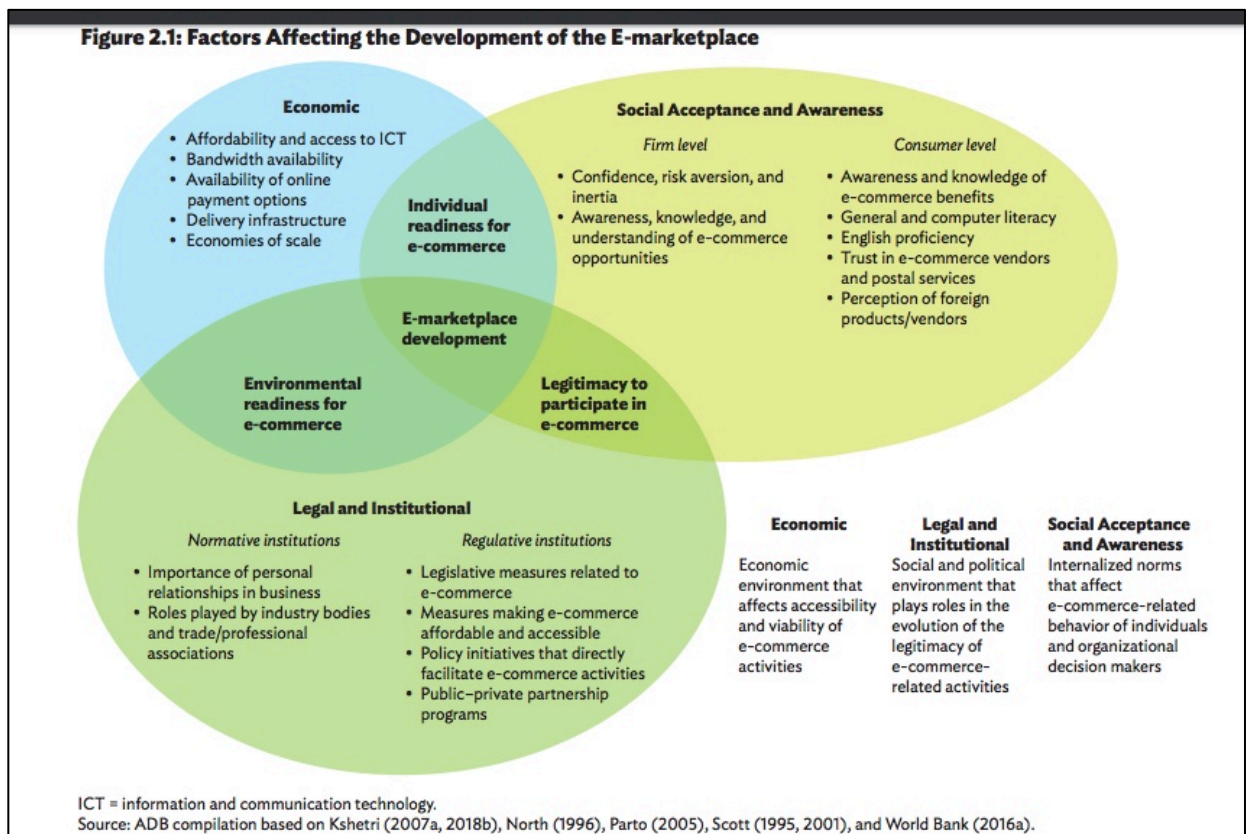 Figure 2.1: Factors Affecting the Development of the E-marketplace
Economic
• Affordability and access to ICT
• Bandwidth availability
• Availability of online
payment options
• Delivery infrastructure
• Economies of scale
Individual
readiness for
e-commerce
Social Acceptance and Awareness
Firm level
• Confidence, risk aversion, and
inertia
• Awareness, knowledge, and
understanding of e-commerce
opportunities
Consumer level
• Awareness and knowledge of
e-commerce benefits
• General and computer literacy
• English proficiency
• Trust in e-commerce vendors
and postal services
• Perception of foreign
products/vendors
E-marketplace
development
Environmental
readiness for
e-commerce
Legitimacy to
participate in
e-commerce
Legal and Institutional
Normative institutions
• Importance of personal
relationships in business
• Roles played by industry bodies
and trade/professional
associations
Regulative institutions
• Legislative measures related to
e-commerce
• Measures making e-commerce
affordable and accessible
• Policy initiatives that directly
facilitate e-commerce activities
• Public–private partnership
programs
Economic
Economic
environment that
affects accessibility
and viability of
e-commerce
activities
Legal and
Institutional
Social and political
environment that
plays roles in the
evolution of the
legitimacy of
e-commerce-
related activities
Social Acceptance
and Awareness
Internalized norms
that affect
e-commerce-related
behavior of individuals
and organizational
decision makers
ICT = information and communication technology.
Source: ADB compilation based on Kshetri (2007a, 2018b), North (1996), Parto (2005), Scott (1995, 2001), and World Bank (2016a).